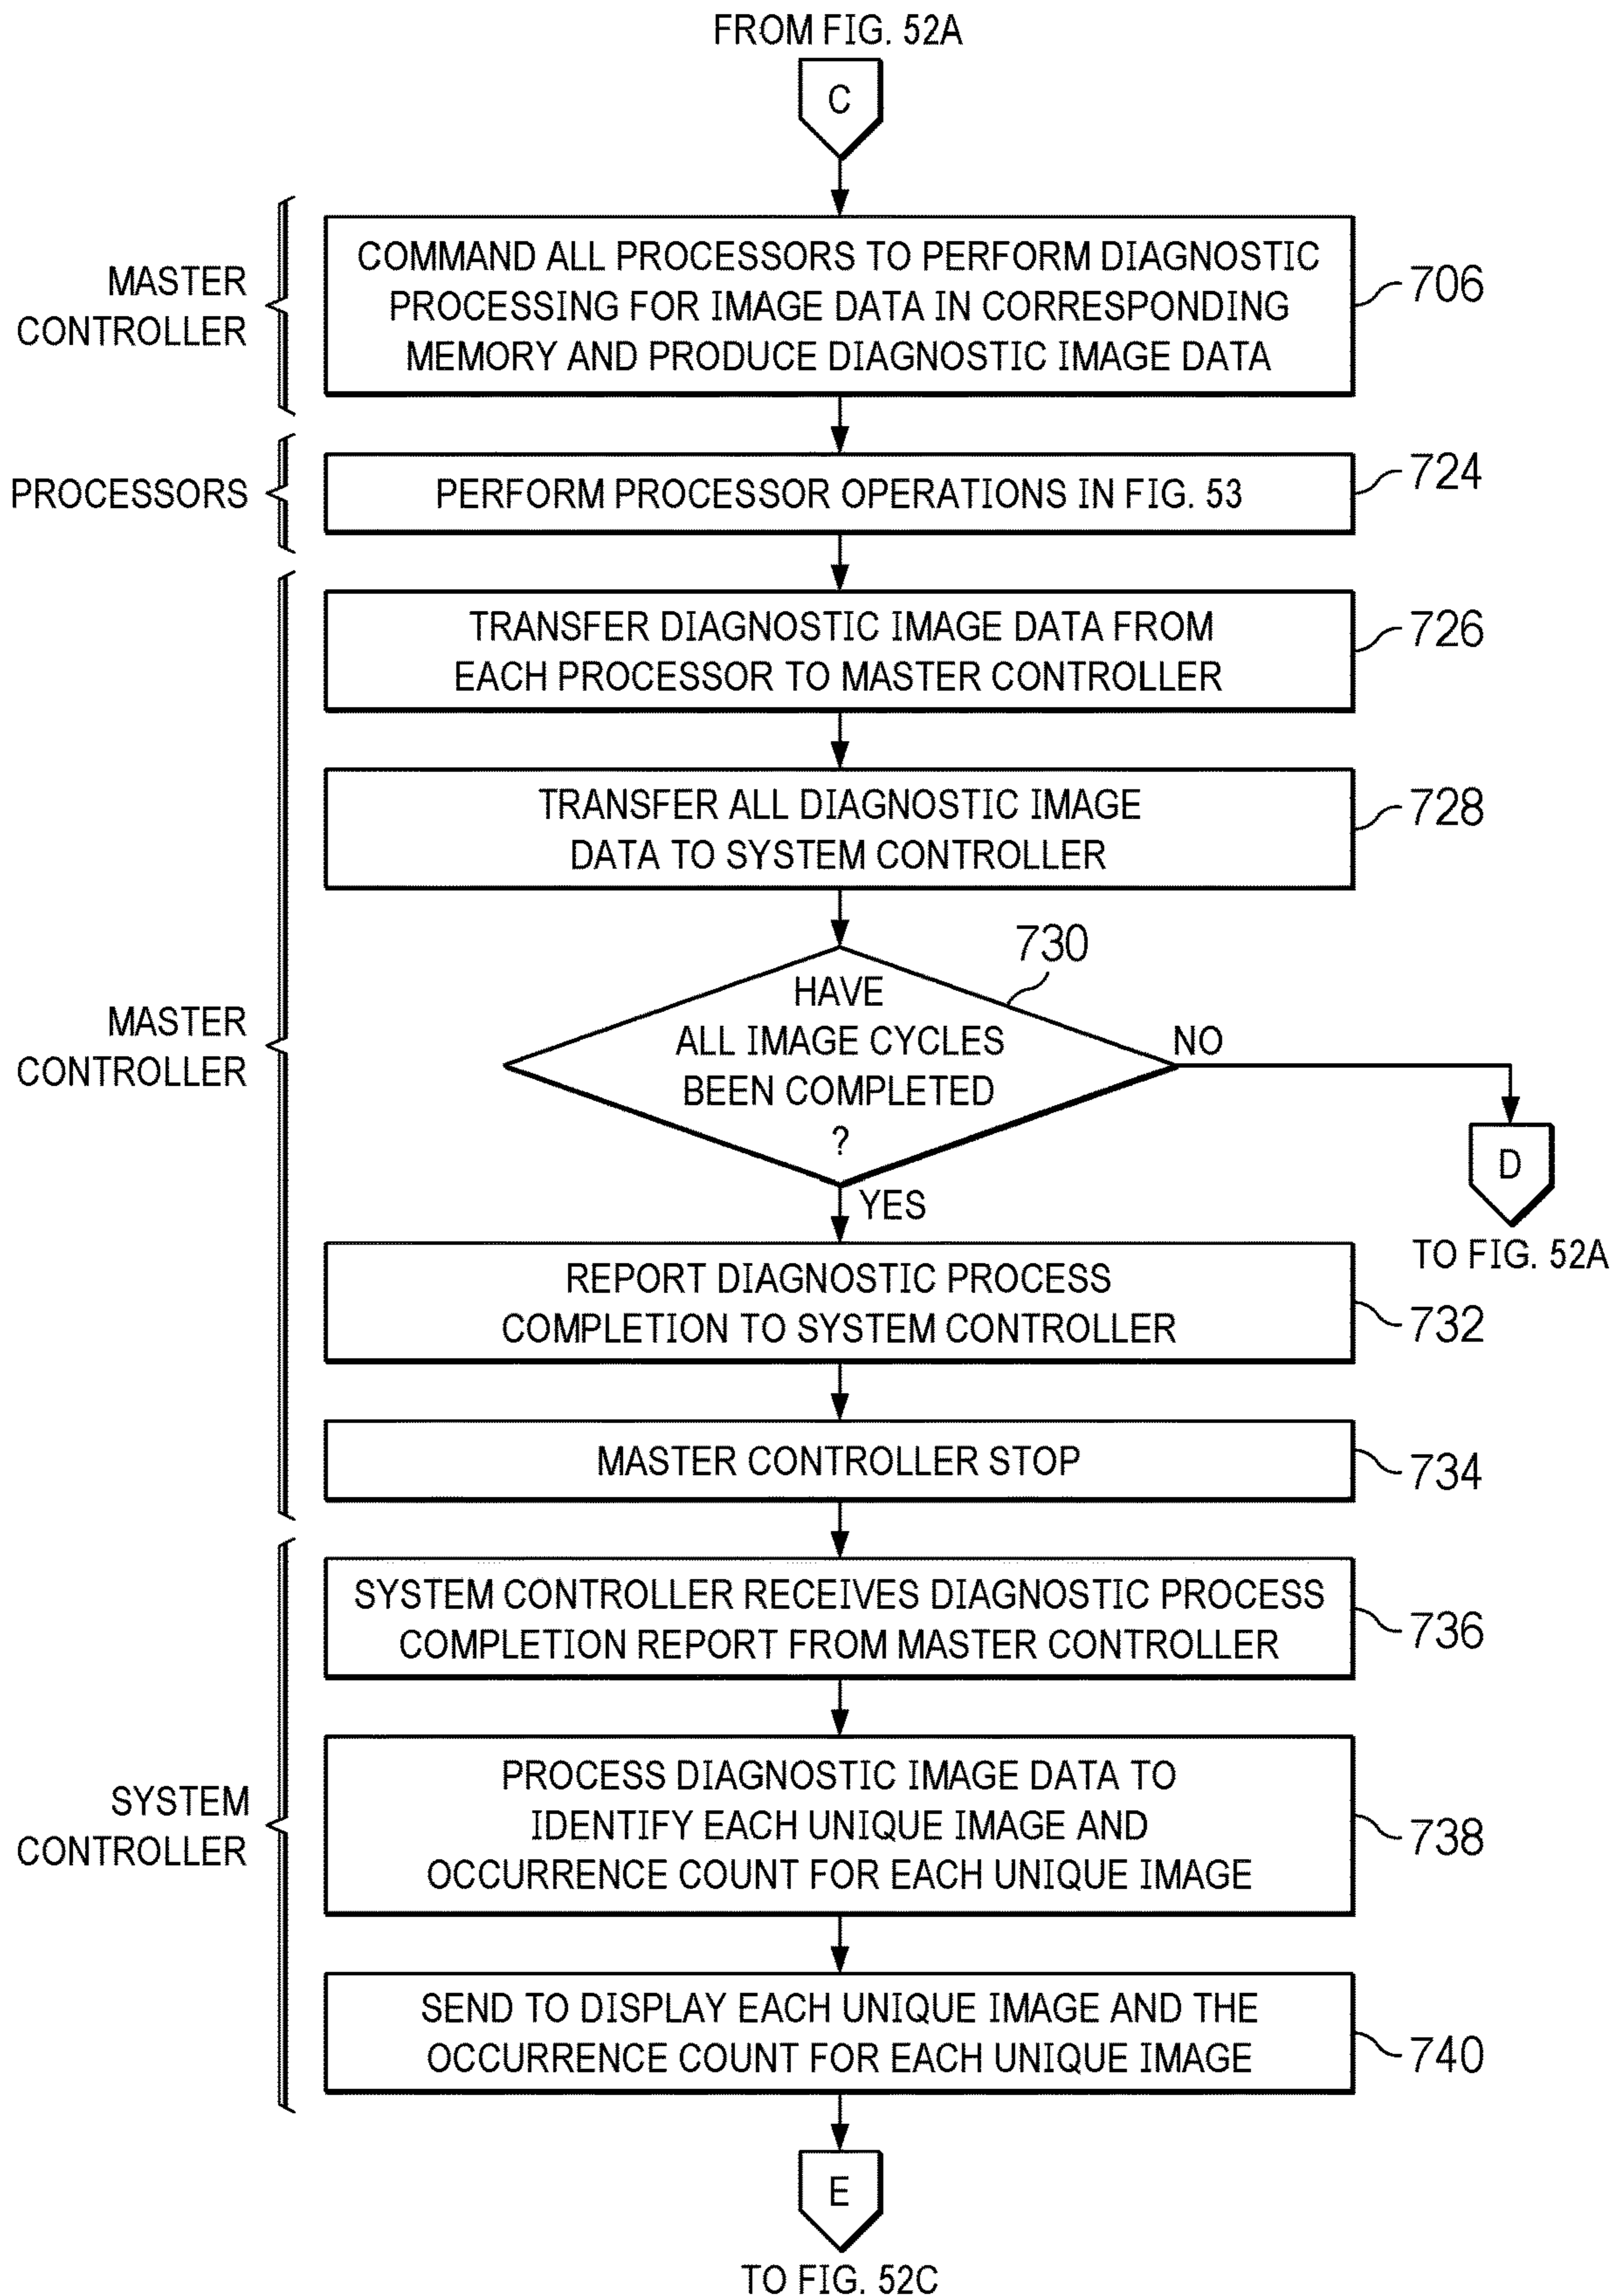 FROM FIG. 52A
C
MASTER
CONTROLLER
COMMAND ALL PROCESSORS TO PERFORM DIAGNOSTIC
PROCESSING FOR IMAGE DATA IN CORRESPONDING
MEMORY AND PRODUCE DIAGNOSTIC IMAGE DATA
706
PROCESSORS
PERFORM PROCESSOR OPERATIONS IN FIG. 53
724
MASTER
CONTROLLER
TRANSFER DIAGNOSTIC IMAGE DATA FROM
EACH PROCESSOR TO MASTER CONTROLLER
726
TRANSFER ALL DIAGNOSTIC IMAGE
DATA TO SYSTEM CONTROLLER
728
730
HAVE
ALL IMAGE CYCLES
BEEN COMPLETED
?
NO
D
TO FIG. 52A
YES
REPORT DIAGNOSTIC PROCESS
COMPLETION TO SYSTEM CONTROLLER
732
MASTER CONTROLLER STOP
734
SYSTEM
CONTROLLER
SYSTEM CONTROLLER RECEIVES DIAGNOSTIC PROCESS
COMPLETION REPORT FROM MASTER CONTROLLER
736
PROCESS DIAGNOSTIC IMAGE DATA TO
IDENTIFY EACH UNIQUE IMAGE AND
OCCURRENCE COUNT FOR EACH UNIQUE IMAGE
738
SEND TO DISPLAY EACH UNIQUE IMAGE AND THE
OCCURRENCE COUNT FOR EACH UNIQUE IMAGE
740
E
TO FIG. 52C